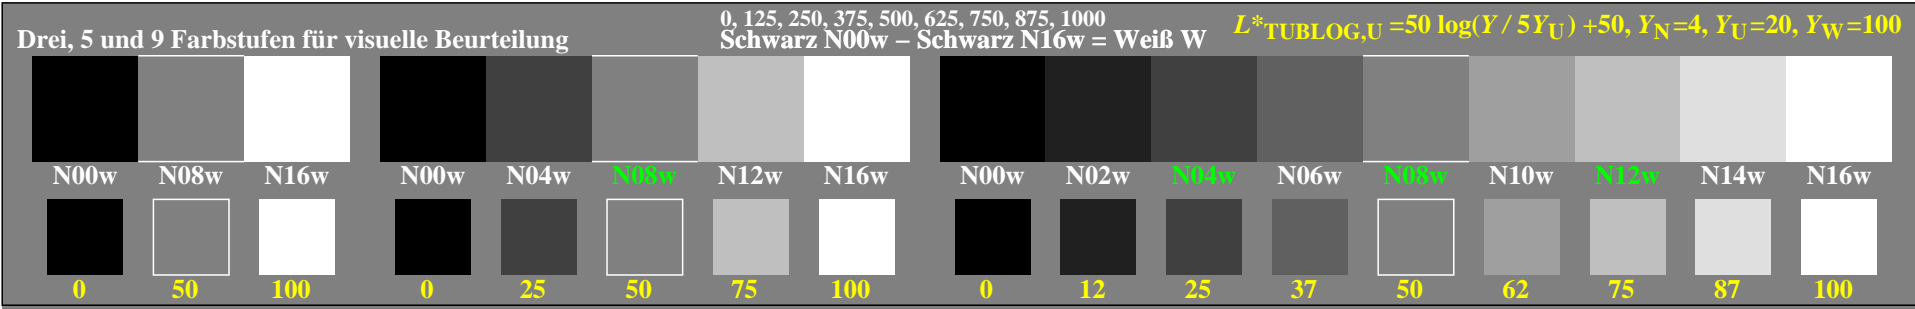 Drei, 5 und 9 Farbstufen für visuelle Beurteilung
0, 125, 250, 375, 500, 625, 750, 875, 1000
Schwarz N00w – Schwarz N16w = Weiß W
L*TUBLOG,U =50 log(Y / 5YU) +50, YN=4, YU=20, YW=100
N00w N08w N16w N00w N04w N08w N12w N16w N00w N02w N04w N06w N08w N10w N12w N14w N16w
0 50 100 0 25 50 75 100 0 12 25 37 50 62 75 87 100